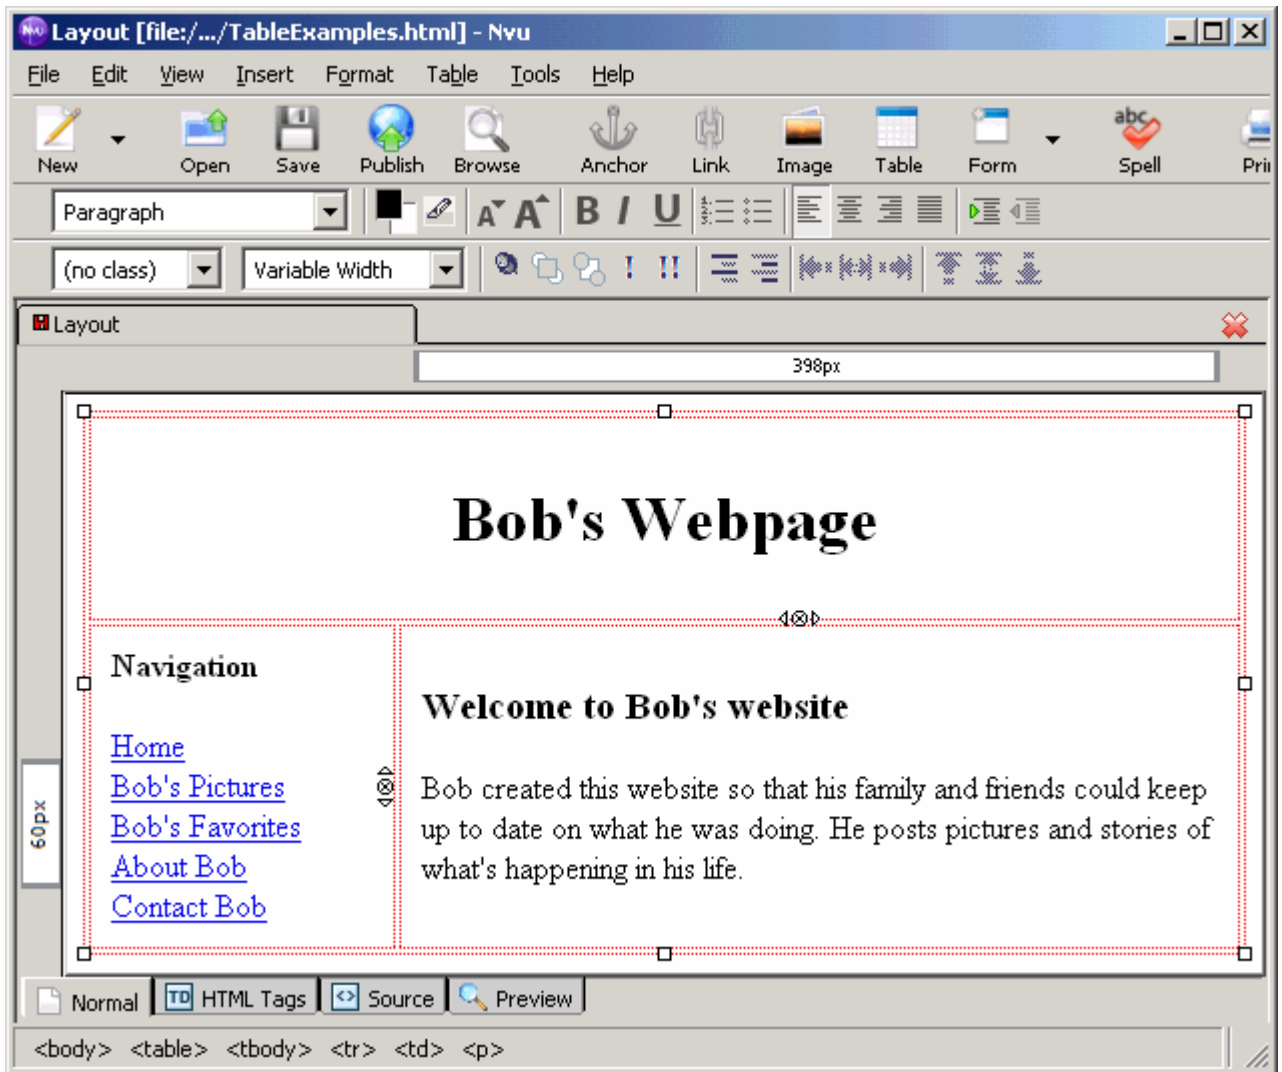 Layout [file:/.../TableExamples.html] - Nvu
File Edit View Insert Format Table Tools Help
New Open Save Publish Browse Anchor Link Image Table Form abc Spell Pri
Paragraph A A B I U
(no class) Variable Width ! !!
Layout
398px
Bob's Webpage
Navigation
Home
Bob's Pictures
Bob's Favorites
About Bob
Contact Bob
Welcome to Bob's website
Bob created this website so that his family and friends could keep
up to date on what he was doing. He posts pictures and stories of
what's happening in his life.
60px
Normal TD HTML Tags <> Source Preview
<body> <table> <tbody> <tr> <td> <p>